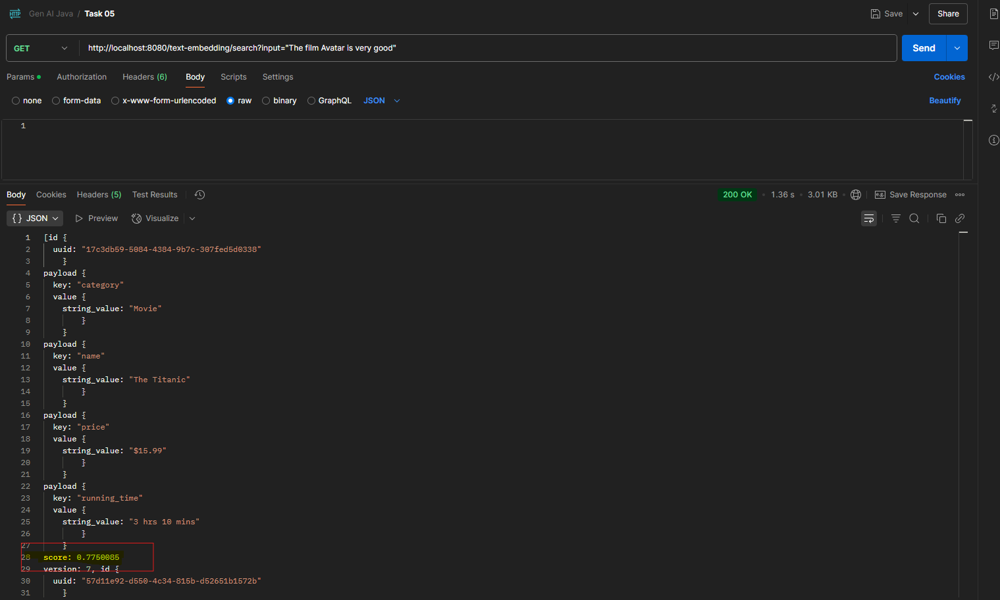 HTTP Gen AI Java / Task 05 Save Share
GET http://localhost:8080/text-embedding/search?input="The film Avatar is very good" Send
Params Authorization Headers (6) Body Scripts Settings Cookies
none form-data x-www-form-urlencoded raw binary GraphQL JSON Beautify
1
Body Cookies Headers (5) Test Results 200 OK 1.36 s 3.01 KB e.g. Save Response
{} JSON Preview Visualize
1 [id {
2 uuid: "17c3db59-5084-4384-9b7c-307fed5d0338"
3 }
4 payload {
5 key: "category"
6 value {
7 string_value: "Movie"
8 }
9 }
10 payload {
11 key: "name"
12 value {
13 string_value: "The Titanic"
14 }
15 }
16 payload {
17 key: "price"
18 value {
19 string_value: "$15.99"
20 }
21 }
22 payload {
23 key: "running_time"
24 value {
25 string_value: "3 hrs 10 mins"
26 }
27 }
28 score: 0.7750085
29 version: 7, id {
30 uuid: "57d11e92-d550-4c34-815b-d52651b1572b"
31 }